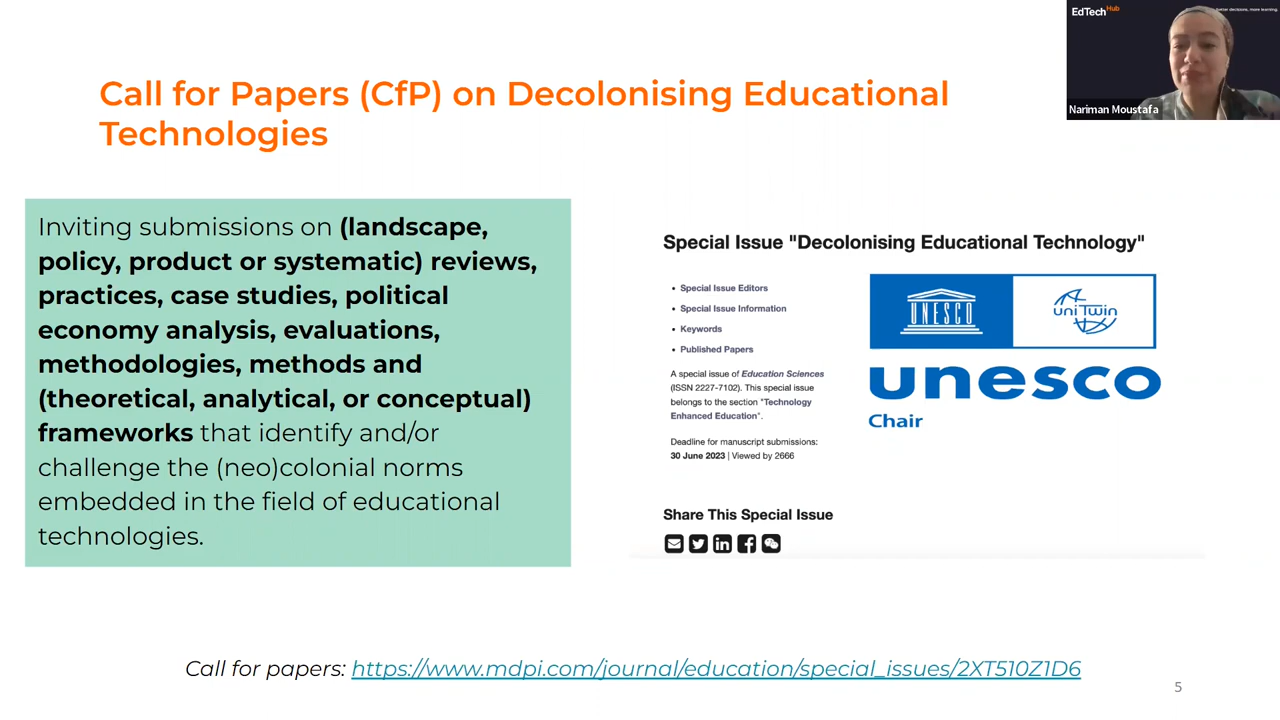 EdTech Hub
better decisions, more learning.
Nariman Moustafa
Call for Papers (CfP) on Decolonising Educational
Technologies
Inviting submissions on (landscape,
policy, product or systematic) reviews,
practices, case studies, political
economy analysis, evaluations,
methodologies, methods and
(theoretical, analytical, or conceptual)
frameworks that identify and/or
challenge the (neo)colonial norms
embedded in the field of educational
technologies.
Special Issue "Decolonising Educational Technology"
• Special Issue Editors
• Special Issue Information
• Keywords
• Published Papers
A special issue of Education Sciences
(ISSN 2227-7102). This special issue
belongs to the section "Technology
Enhanced Education".
Deadline for manuscript submissions:
30 June 2023 | Viewed by 2666
UNESCO
uniTwin
unesco
Chair
Share This Special Issue
Call for papers: https://www.mdpi.com/journal/education/special_issues/2XT510Z1D6
5